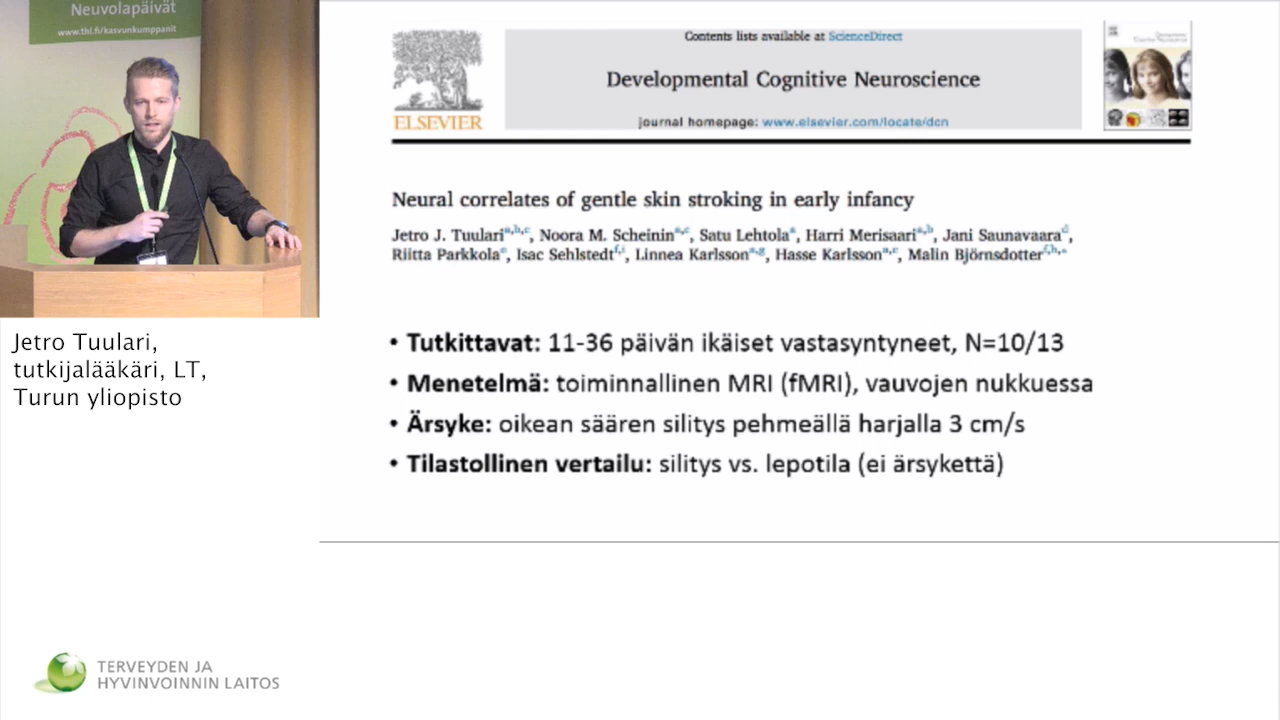 Neuvolapäivät
www.thl.fi/kasvunkumppanit
Jetro Tuulari,
tutkijalääkäri, LT,
Turun yliopisto
TERVEYDEN JA
HYVINVOINNIN LAITOS
ELSEVIER
Contents lists available at ScienceDirect
Developmental Cognitive Neuroscience
journal homepage: www.elsevier.com/locate/dcn
Neural correlates of gentle skin stroking in early infancy
Jetro J. Tuulari a,b,c, Noora M. Scheinin a,c, Satu Lehtola a, Harri Merisaari a,b, Jani Saunavaara d,
Riitta Parkkola e, Isac Sehlstedt f,i, Linnea Karlsson a,g, Hasse Karlsson a,c, Malin Björnsdotter f,h,*
• Tutkittavat: 11-36 päivän ikäiset vastasyntyneet, N=10/13
• Menetelmä: toiminnallinen MRI (fMRI), vauvojen nukkuessa
• Ärsyke: oikean säären silitys pehmeällä harjalla 3 cm/s
• Tilastollinen vertailu: silitys vs. lepotila (ei ärsykettä)